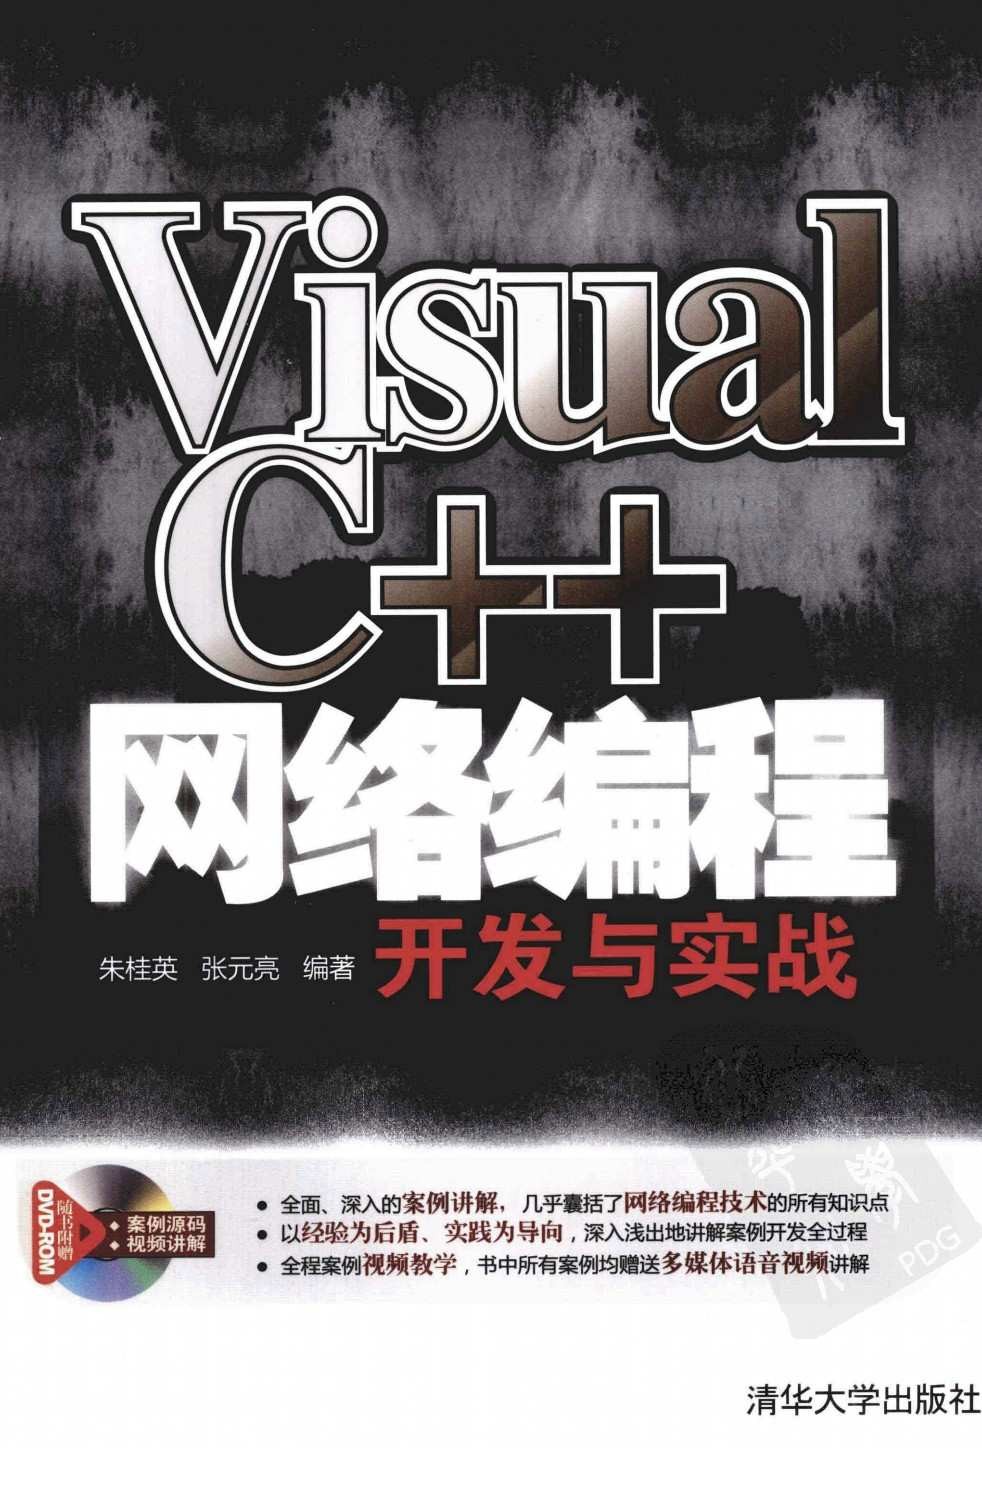 Visual
C++
网络编程
开发与实战
朱桂英 张元亮 编著
随书附赠
DVD-ROM
案例源码
视频讲解
• 全面、深入的案例讲解，几乎囊括了网络编程技术的所有知识点
• 以经验为后盾、实践为导向，深入浅出地讲解案例开发全过程
• 全程案例视频教学，书中所有案例均赠送多媒体语音视频讲解
PDG
清华大学出版社